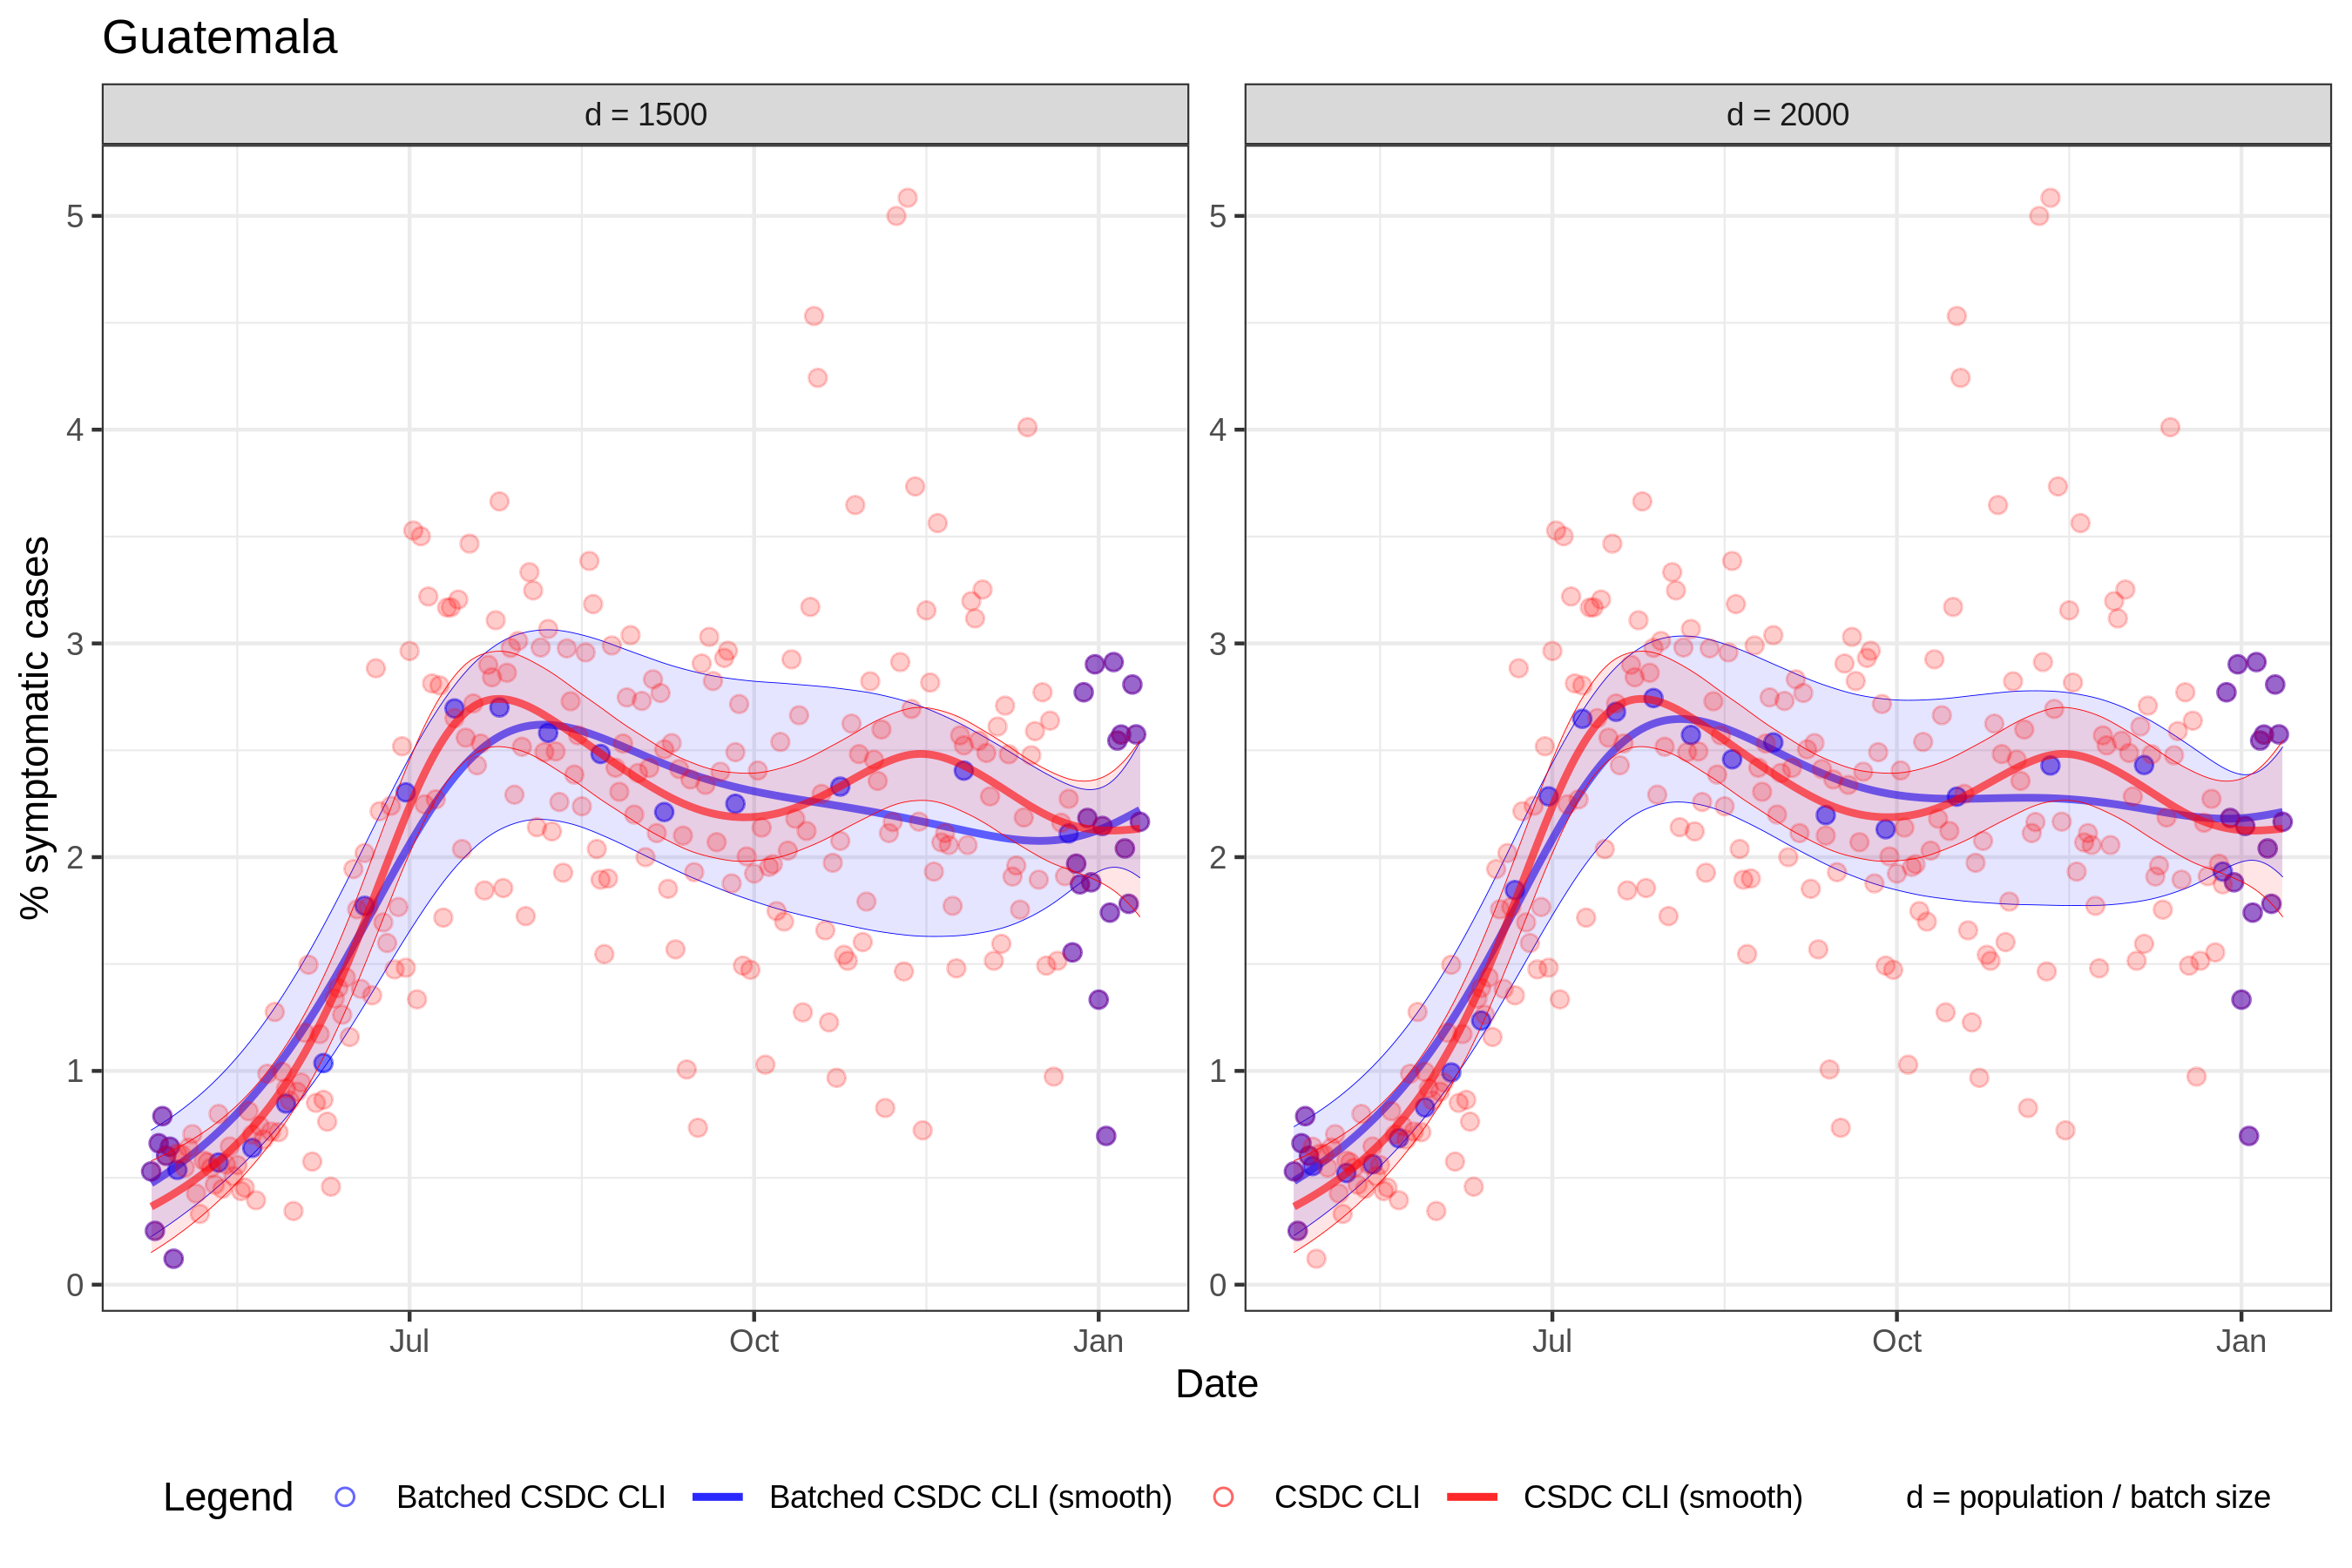 Guatemala
d = 1500
d = 2000
% symptomatic cases
5
4
3
2
1
0
5
4
3
2
1
0
Jul
Oct
Jan
Jul
Oct
Jan
Date
Legend
Batched CSDC CLI
Batched CSDC CLI (smooth)
CSDC CLI
CSDC CLI (smooth)
d = population / batch size